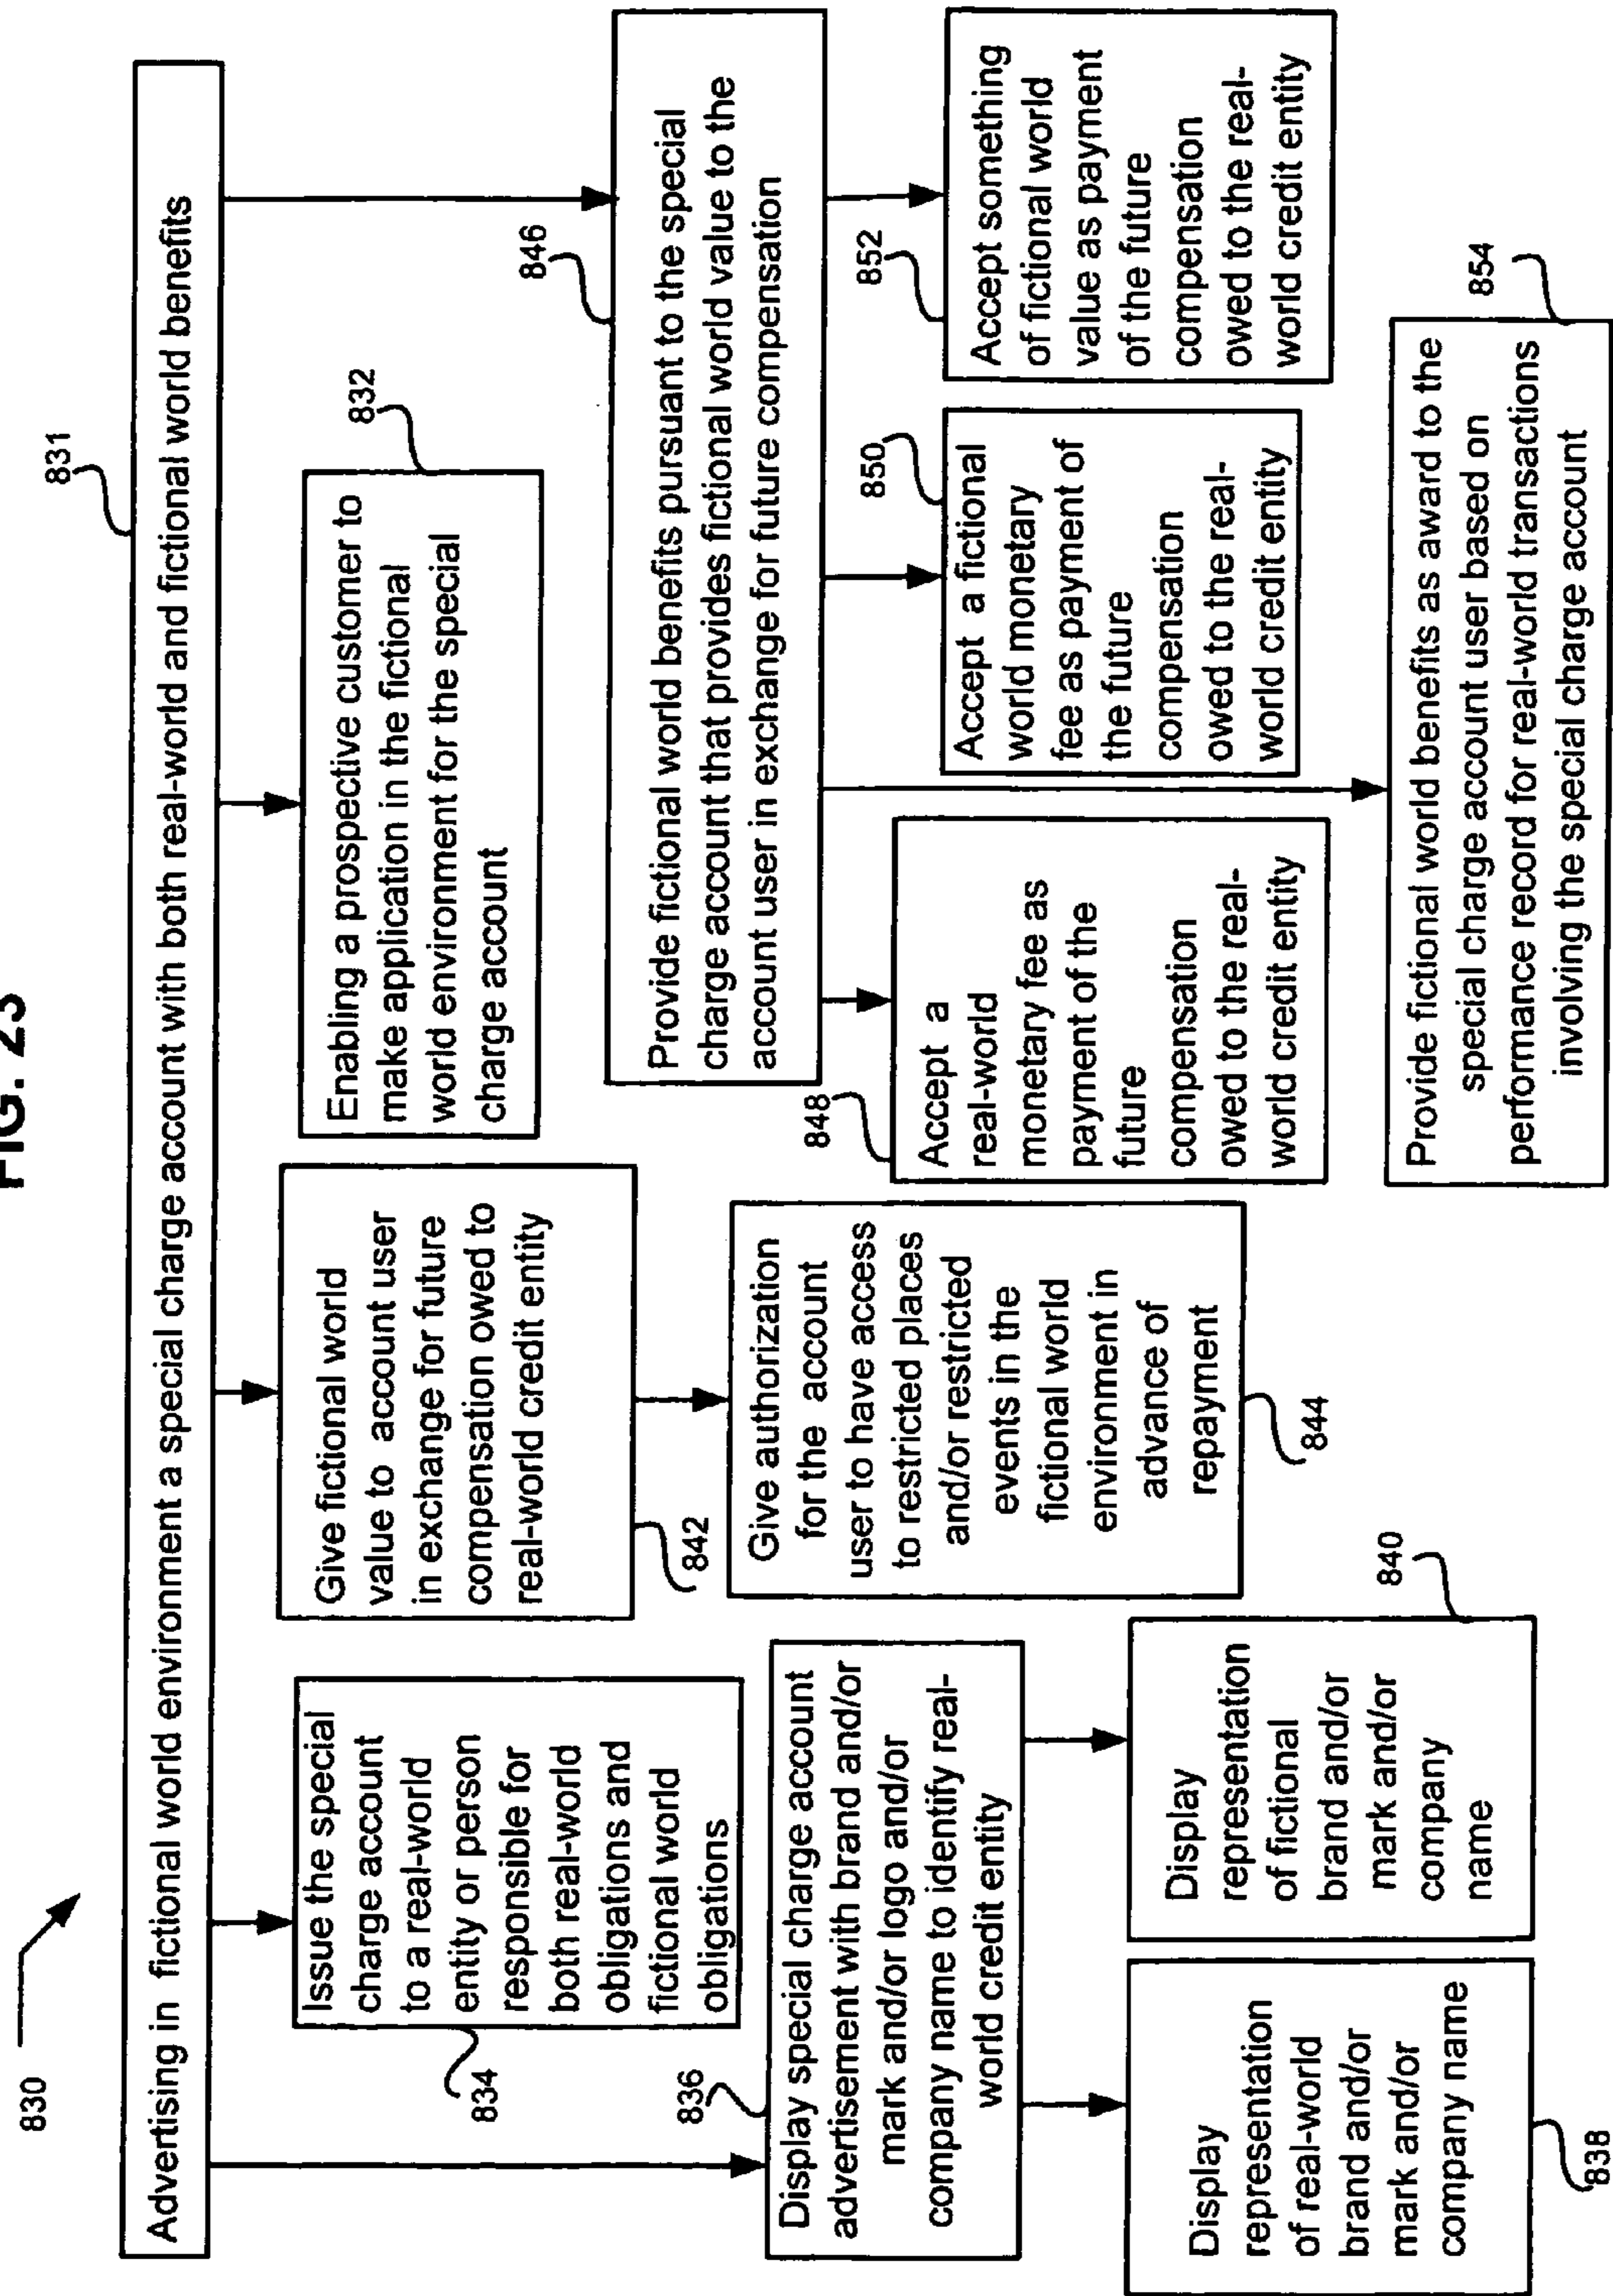 FIG. 23
830
831
Advertising in fictional world environment a special charge account with both real-world and fictional world benefits
834
Issue the special
charge account
to a real-world
entity or person
responsible for
both real-world
obligations and
fictional world
obligations
842
Give fictional world
value to account user
in exchange for future
compensation owed to
real-world credit entity
832
Enabling a prospective customer to
make application in the fictional
world environment for the special
charge account
836
Display special charge account
advertisement with brand and/or
mark and/or logo and/or
company name to identify real-
world credit entity
844
Give authorization
for the account
user to have access
to restricted places
and/or restricted
events in the
fictional world
environment in
advance of
repayment
846
Provide fictional world benefits pursuant to the special
charge account that provides fictional world value to the
account user in exchange for future compensation
838
Display
representation
of real-world
brand and/or
mark and/or
company name
840
Display
representation
of fictional
brand and/or
mark and/or
company
name
848
Accept a
real-world
monetary fee as
payment of the
future
compensation
owed to the real-
world credit entity
850
Accept a fictional
world monetary
fee as payment of
the future
compensation
owed to the real-
world credit entity
852
Accept something
of fictional world
value as payment
of the future
compensation
owed to the real-
world credit entity
854
Provide fictional world benefits as award to the
special charge account user based on
performance record for real-world transactions
involving the special charge account